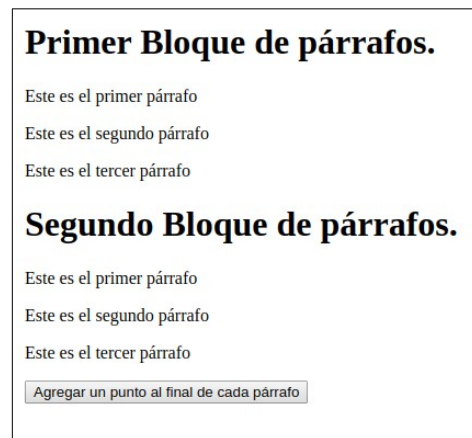 Primer Bloque de párrafos.
Este es el primer párrafo
Este es el segundo párrafo
Este es el tercer párrafo
Segundo Bloque de párrafos.
Este es el primer párrafo
Este es el segundo párrafo
Este es el tercer párrafo
Agregar un punto al final de cada párrafo